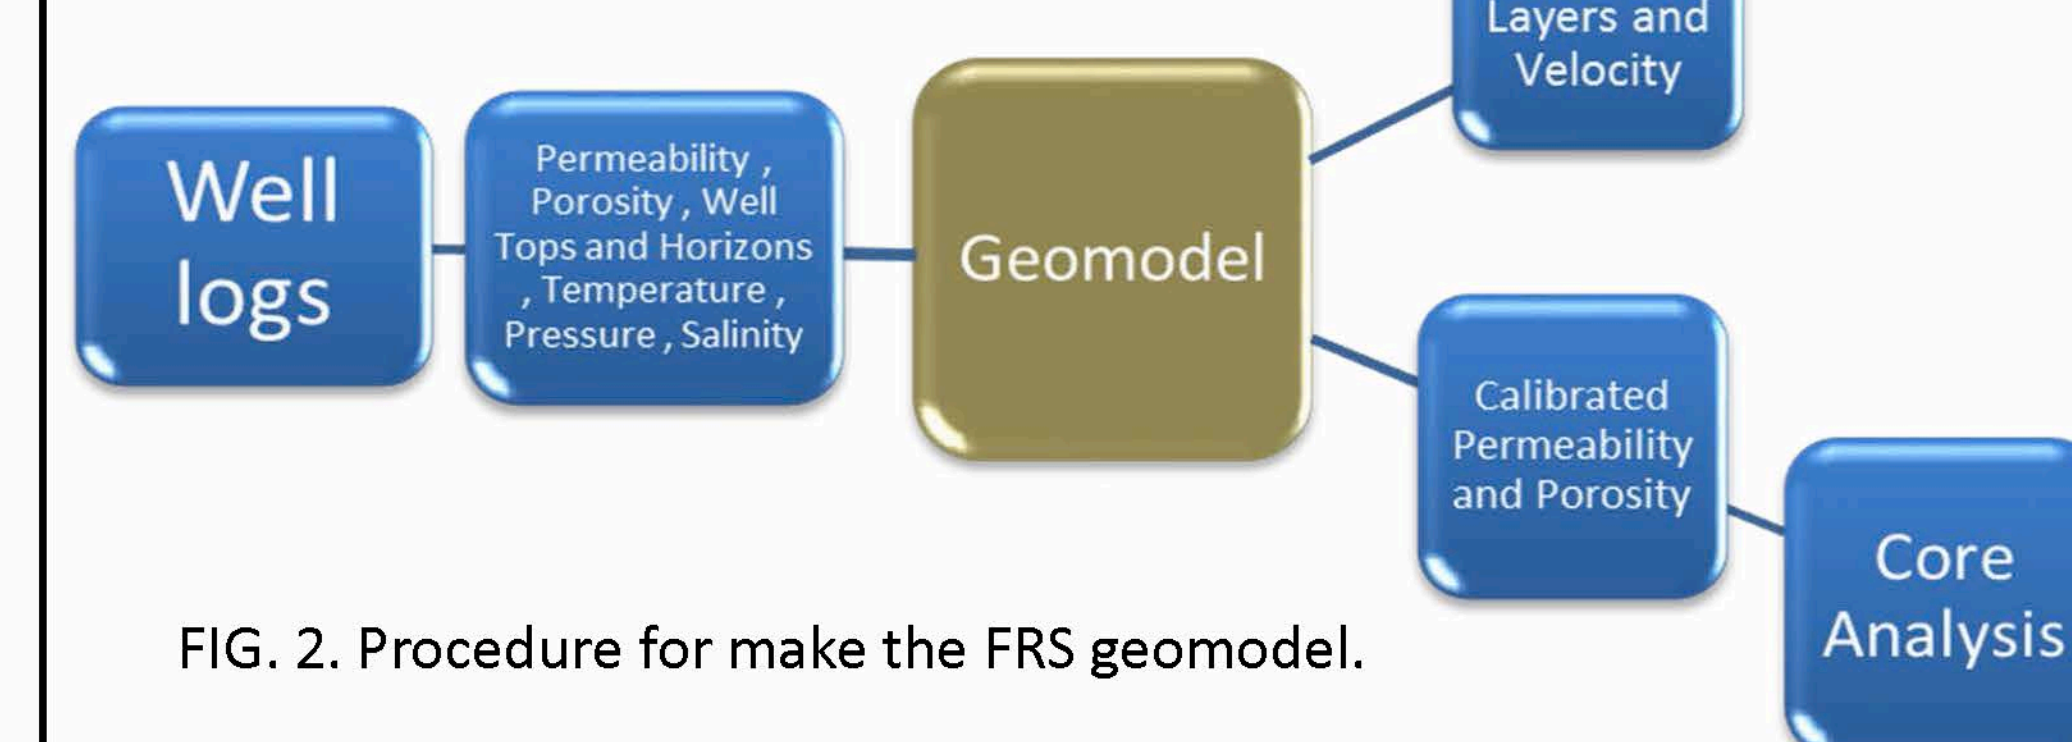 Layers and
Velocity
Well
logs
Permeability ,
Porosity , Well
Tops and Horizons
, Temperature ,
Pressure , Salinity
Geomodel
Calibrated
Permeability
and Porosity
Core
Analysis
FIG. 2. Procedure for make the FRS geomodel.